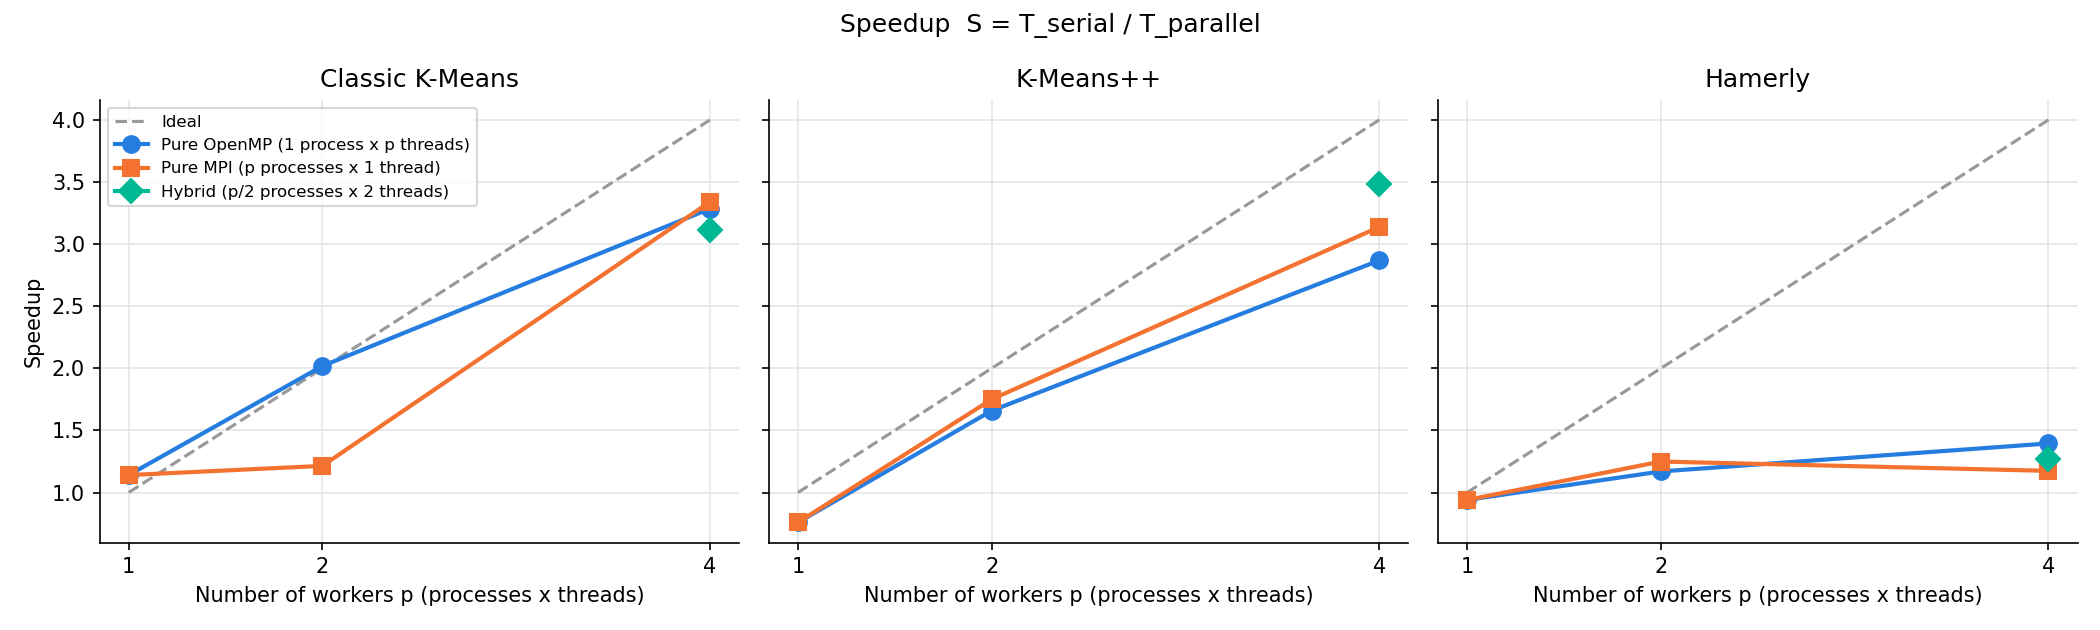 Speedup  S = T_serial / T_parallel
Classic K-Means
Ideal
Pure OpenMP (1 process x p threads)
Pure MPI (p processes x 1 thread)
Hybrid (p/2 processes x 2 threads)
Speedup
4.0
3.5
3.0
2.5
2.0
1.5
1.0
1 2 4
Number of workers p (processes x threads)
K-Means++
1 2 4
Number of workers p (processes x threads)
Hamerly
1 2 4
Number of workers p (processes x threads)